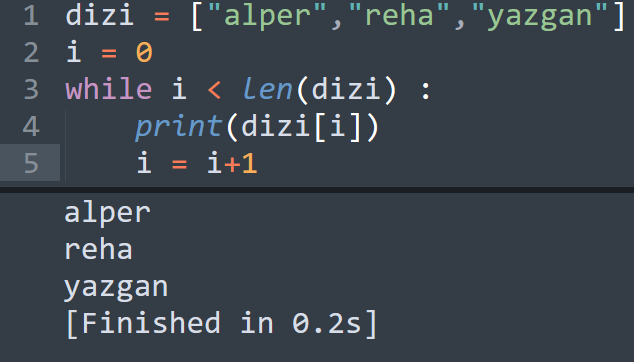 1 dizi = ["alper","reha","yazgan"]
2 i = 0
3 while i < len(dizi) :
4     print(dizi[i])
5     i = i+1
alper
reha
yazgan
[Finished in 0.2s]